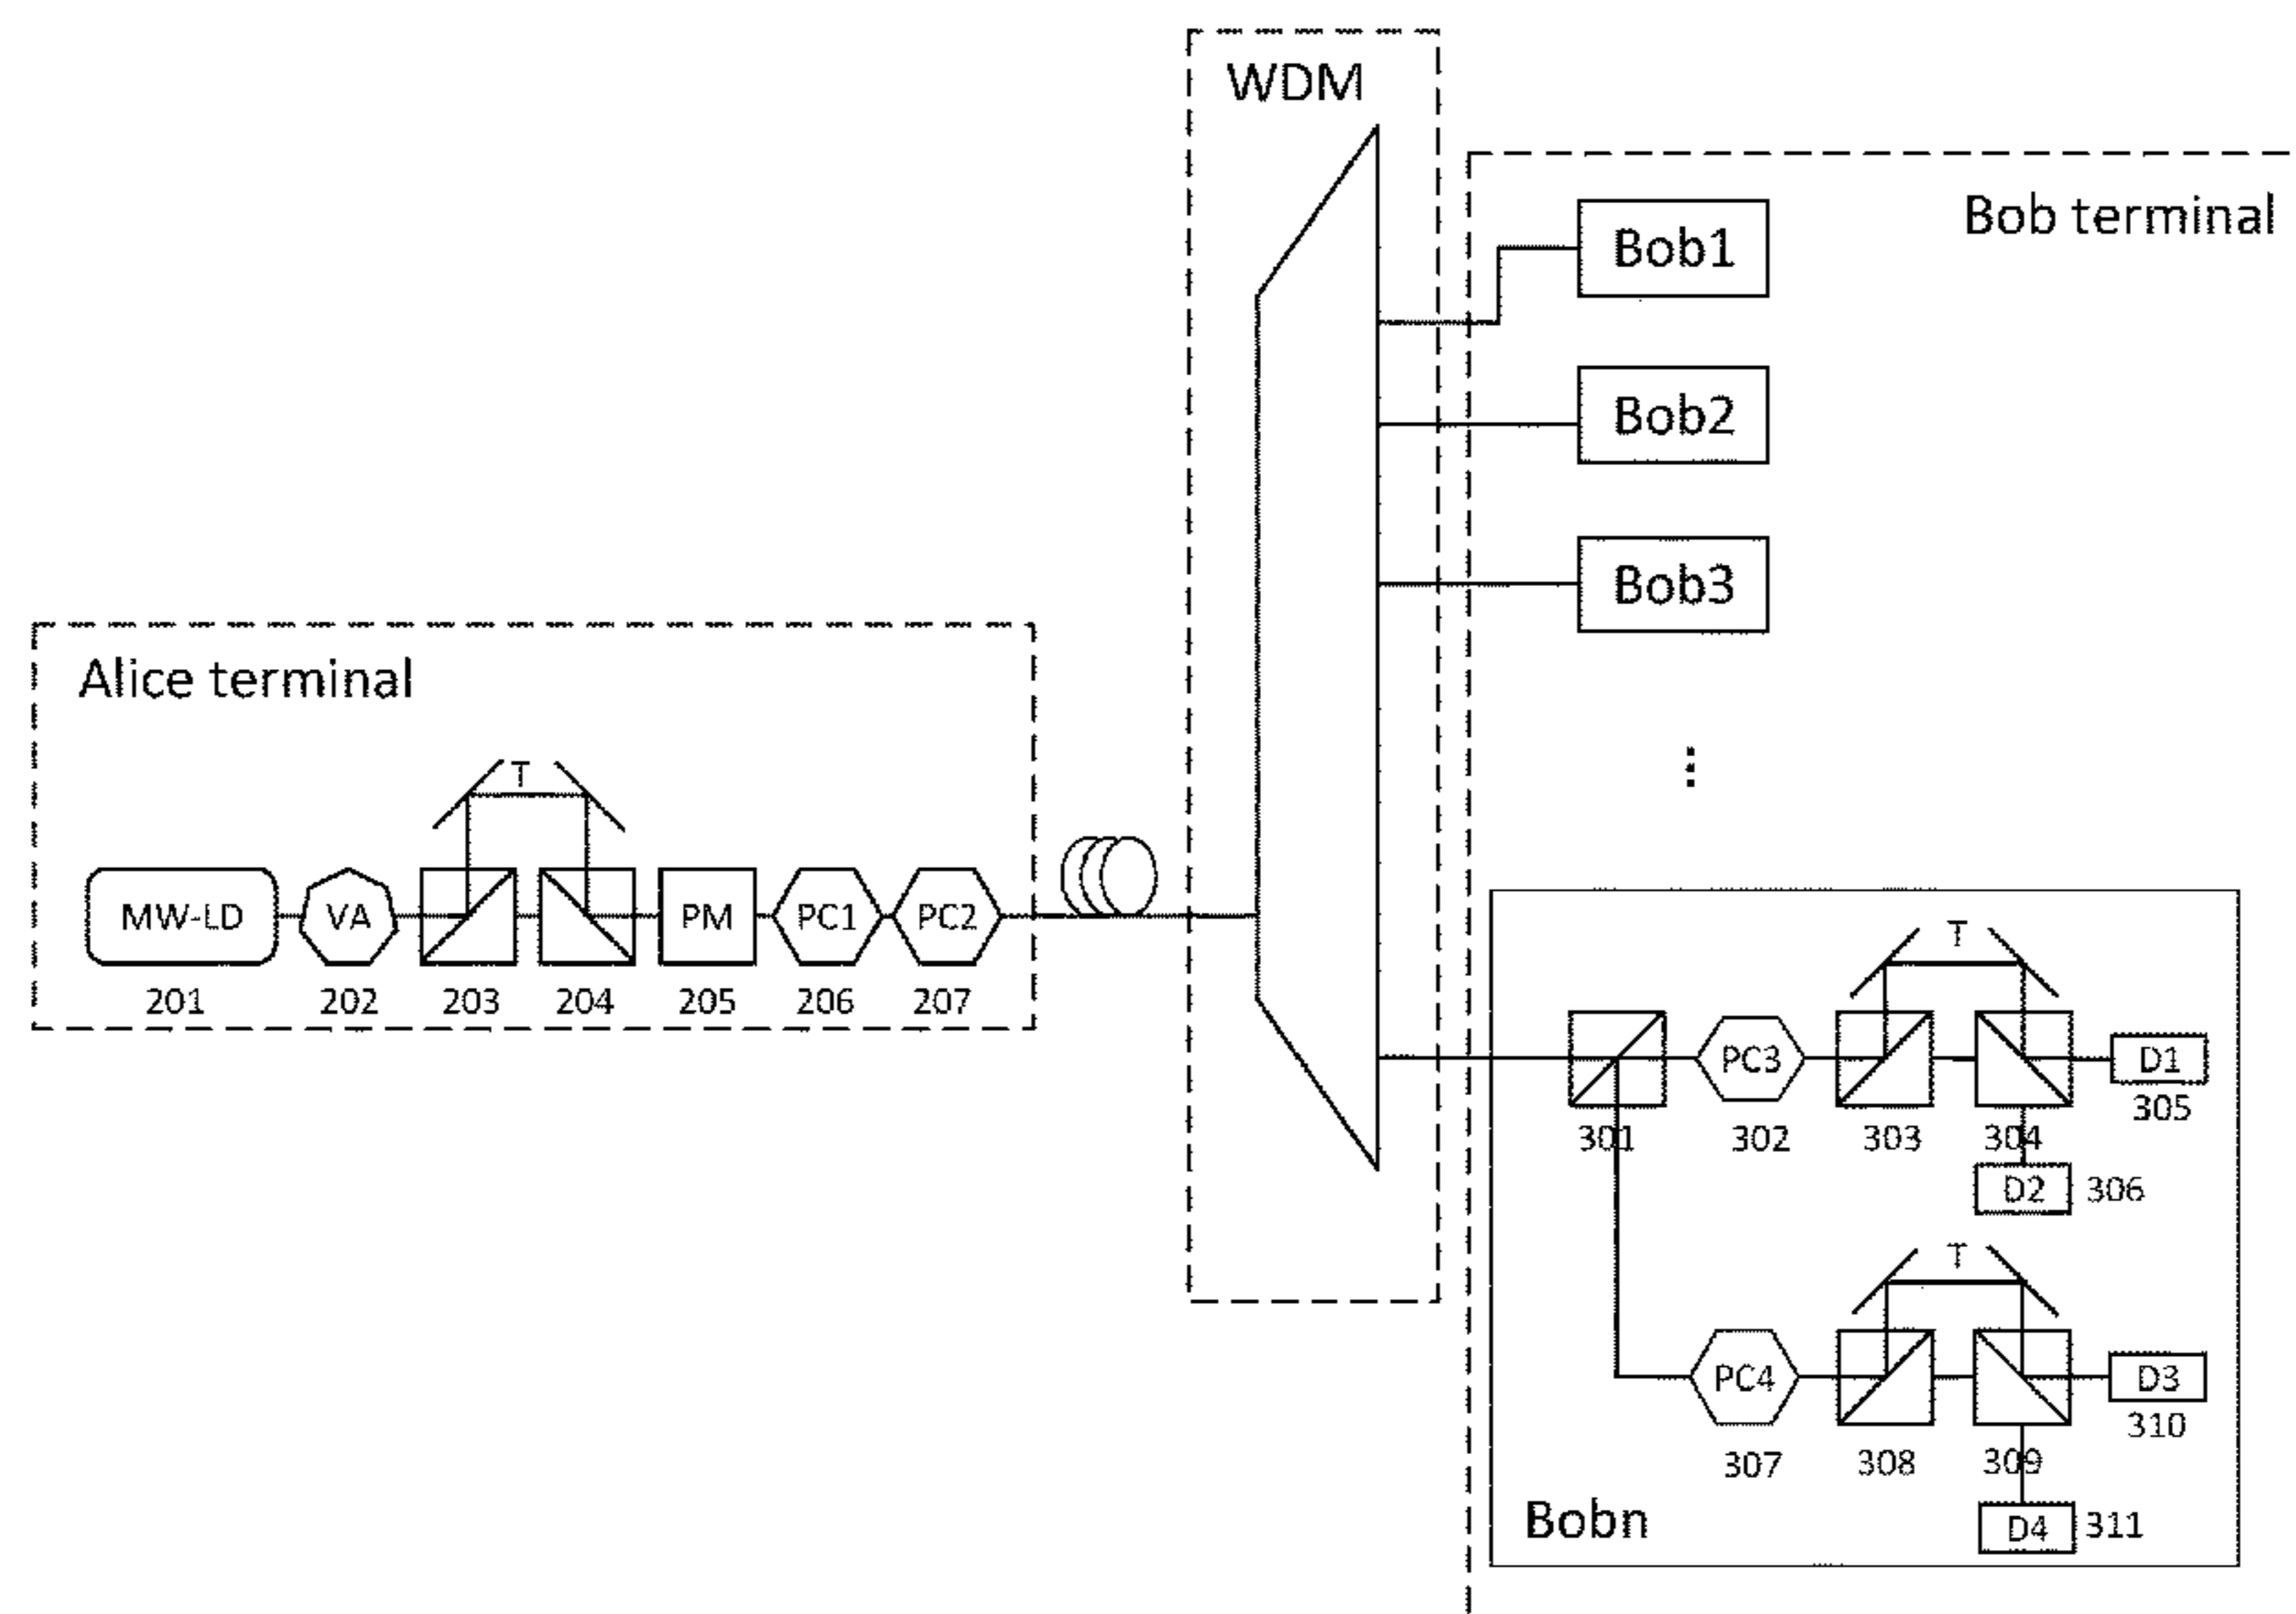 WDM
Bob terminal
Bob1
Bob2
Bob3
⋮
Alice terminal
T
MW-LD VA PM PC1 PC2
201 202 203 204 205 206 207
T
PC3 D1
305
301 302 303 304
D2 306
T
PC4 D3
310
307 308 309
Bobn
D4 311